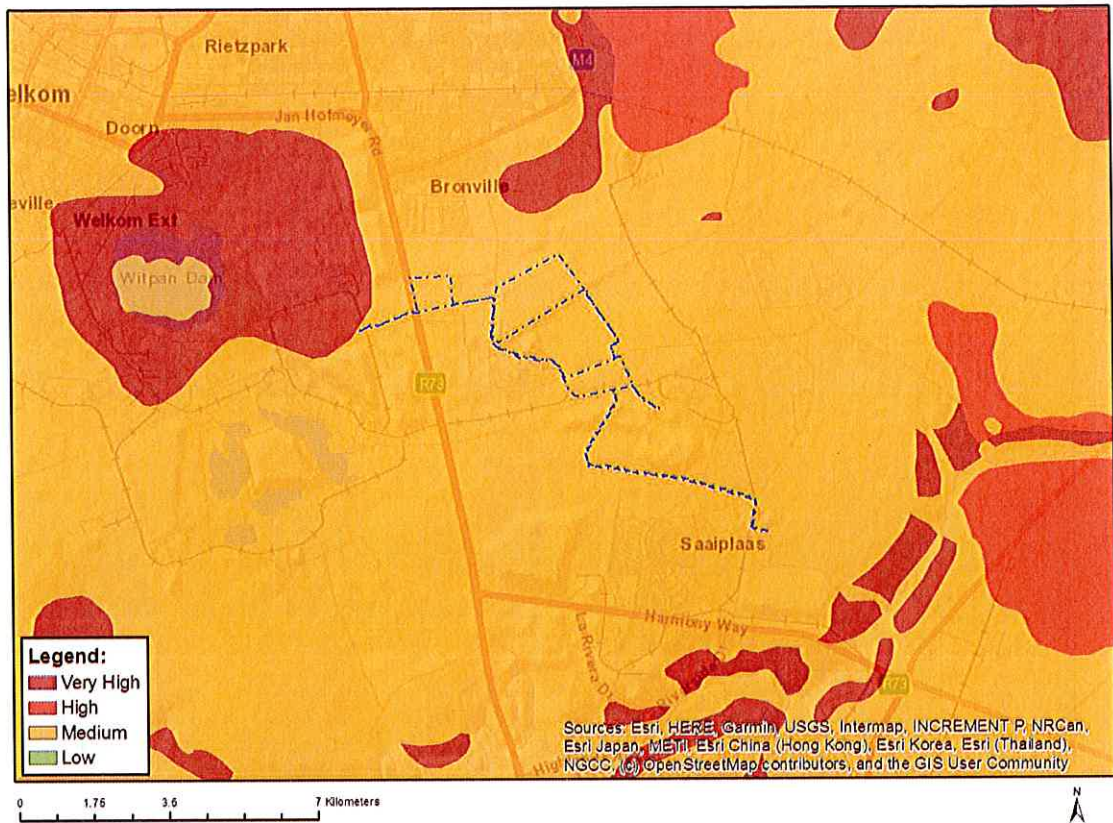 Rietzpark
M4
elkom
Jan Hofmeyer Rd
Doorn
Bronville
eville
Welkom Ext
Witpan Dam
R73
Saaiplaas
Harmony Way
La Riviera
R73
Legend:
Very High
High
Medium
Low
Sources: Esri, HERE, Garmin, USGS, Intermap, INCREMENT P, NRCan,
Esri Japan, METI, Esri China (Hong Kong), Esri Korea, Esri (Thailand),
NGCC, (c) OpenStreetMap contributors, and the GIS User Community
0 1.75 3.5 7 Kilometers
N